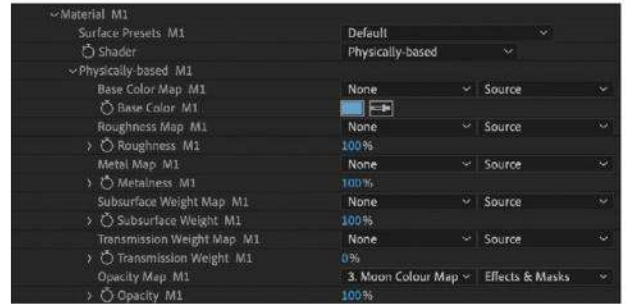 Material M1
Surface Presets M1 Default
Shader Physically-based
Physically-based M1
Base Color Map M1 None Source
Base Color M1
Roughness Map M1 None Source
Roughness M1 100%
Metal Map M1 None Source
Metalness M1 100%
Subsurface Weight Map M1 None Source
Subsurface Weight M1 100%
Transmission Weight Map M1 None Source
Transmission Weight M1 0%
Opacity Map M1 3. Moon Colour Map Effects & Masks
Opacity M1 100%